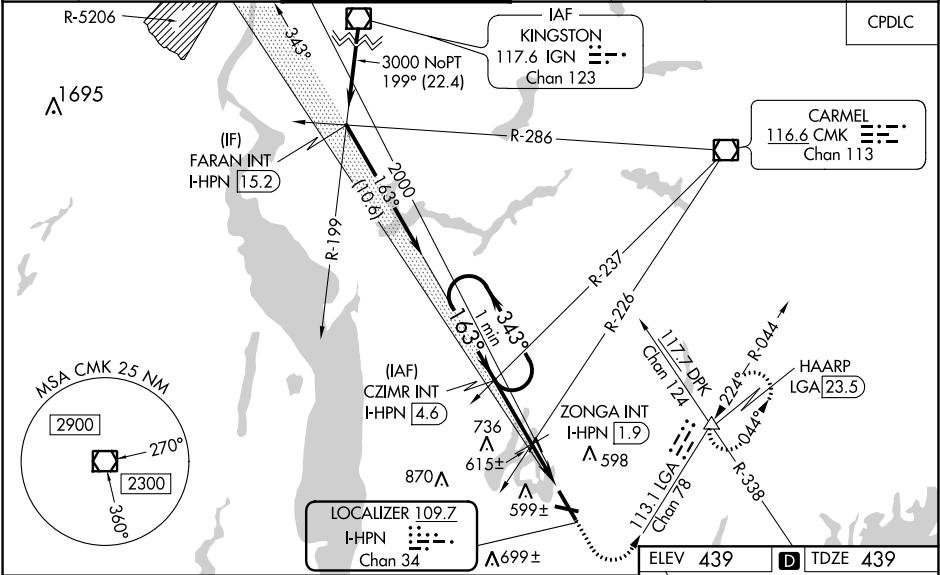 R-5206
343°
3000 NoPT
199° (22.4)
IAF
KINGSTON
117.6 IGN
Chan 123
CPDLC
1695
(IF)
FARAN INT
I-HPN 15.2
R-286
CARMEL
116.6 CMK
Chan 113
2000
163°
(10.6)
R-199
R-237
R-226
163°
1 min
343°
(IAF)
CZIMR INT
I-HPN 4.6
117.7 DPK
Chan 124
R-044
224°
044°
HAARP
LGA 23.5
ZONGA INT
I-HPN 1.9
736
615±
598
870
599±
113.1 LGA
Chan 78
R-338
MSA CMK 25 NM
2900
270°
2300
360°
LOCALIZER 109.7
I-HPN
Chan 34
699±
ELEV 439
D
TDZE 439